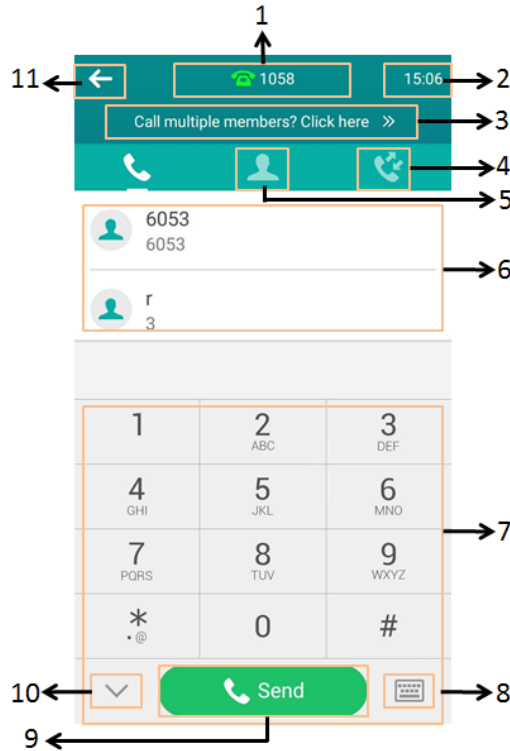 1
11
1058
15:06
2
Call multiple members? Click here »
3
4
5
6053
6053
6
r
3
1
2
3
ABC
DEF
4
5
6
GHI
JKL
MNO
7
8
9
7
PQRS
TUV
WXYZ
*
0
#
• @
10
Send
8
9